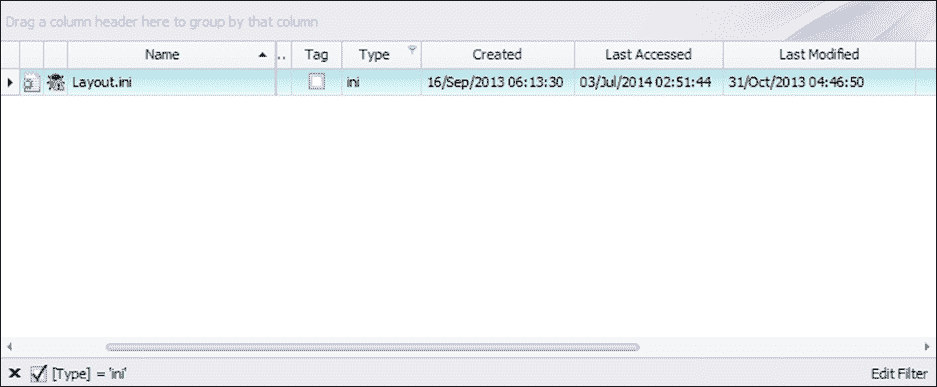 Drag a column header here to group by that column
Name .. Tag Type Created Last Accessed Last Modified
Layout.ini ini 16/Sep/2013 06:13:30 03/Jul/2014 02:51:44 31/Oct/2013 04:46:50
[Type] = 'ini' Edit Filter